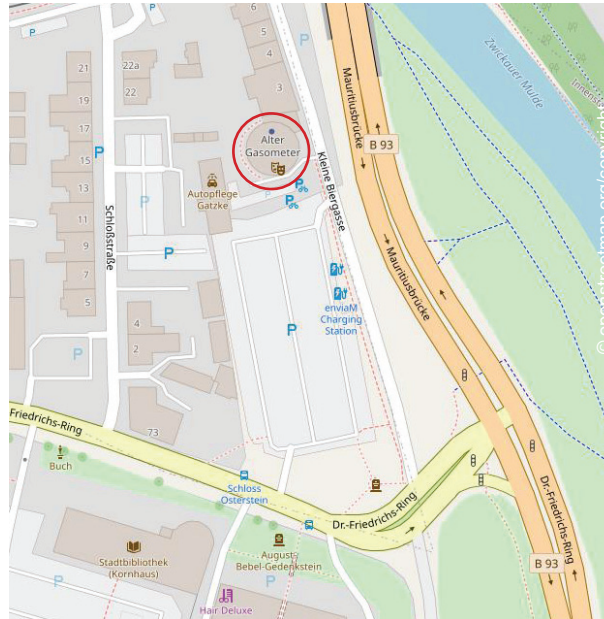 P
P
6
5
4
3
21
19
17
15
13
11
9
7
5
22a
22
P
P
P
Schloßstraße
Alter
Gasometer
Autopflege
Gatzke
P
P
P
Kleine Biergasse
Mauritiusbrücke
B 93
Mauritiusbrücke
Zwickauer Mulde
enviaM
Charging
Station
P
P
4
2
73
Friedrichs-Ring
Buch
Schloss
Osterstein
Dr.-Friedrichs-Ring
Dr.-Friedrichs-Ring
B 93
Stadtbibliothek
(Kornhaus)
August-
Bebel-Gedenkstein
P
P
Hair Deluxe